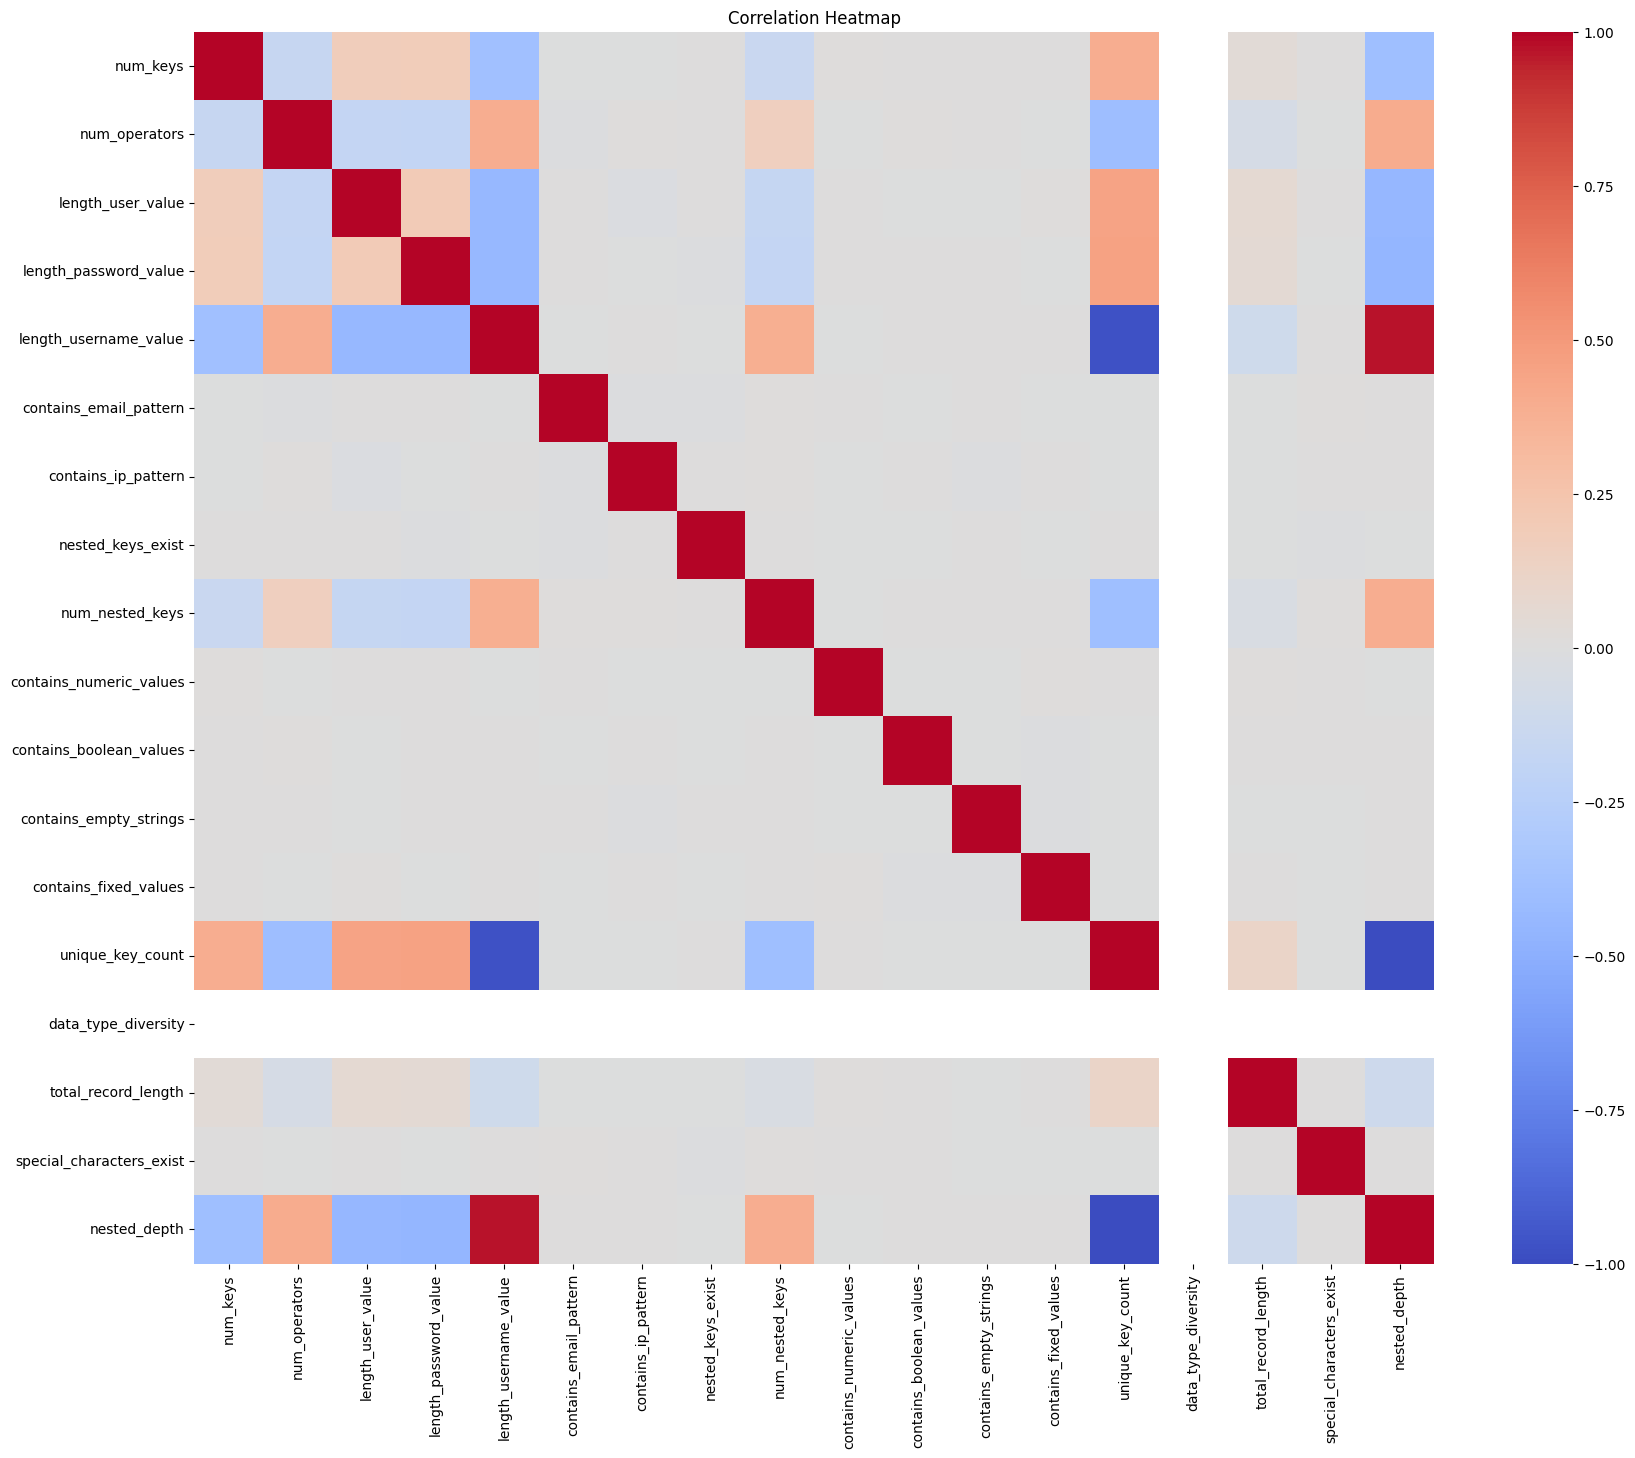 Correlation Heatmap
num_keys
num_operators
length_user_value
length_password_value
length_username_value
contains_email_pattern
contains_ip_pattern
nested_keys_exist
num_nested_keys
contains_numeric_values
contains_boolean_values
contains_empty_strings
contains_fixed_values
unique_key_count
data_type_diversity
total_record_length
special_characters_exist
nested_depth
num_keys
num_operators
length_user_value
length_password_value
length_username_value
contains_email_pattern
contains_ip_pattern
nested_keys_exist
num_nested_keys
contains_numeric_values
contains_boolean_values
contains_empty_strings
contains_fixed_values
unique_key_count
data_type_diversity
total_record_length
special_characters_exist
nested_depth
1.00
0.75
0.50
0.25
0.00
−0.25
−0.50
−0.75
−1.00